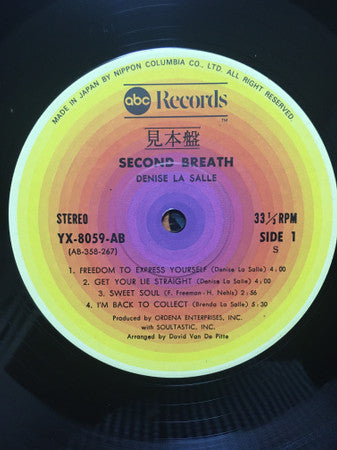 MADE IN JAPAN BY NIPPON COLUMBIA CO., LTD. ALL RIGHT RESERVED.
abc Records
TM
見本盤
SECOND BREATH
DENISE LA SALLE
STEREO 33 1/3 RPM
YX-8059-AB SIDE 1
(AB-358-267) S
1. FREEDOM TO EXPRESS YOURSELF (Denise La Salle) 4:00
2. GET YOUR LIE STRAIGHT (Denise La Salle) 4:00
3. SWEET SOUL (F. Freeman-H. Nehls) 2:56
4. I'M BACK TO COLLECT (Brenda La Salle) 5:30
Produced by ORDENA ENTERPRISES, INC.
with SOULTASTIC, INC.
Arranged by David Van De Pitte